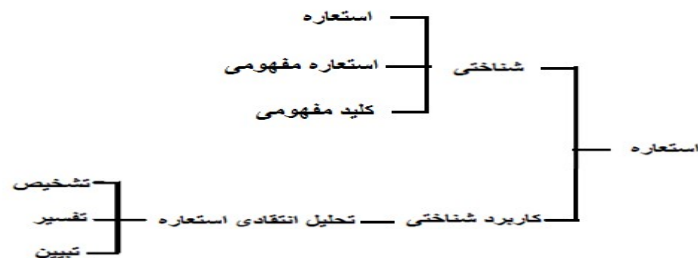 استعاره
شناختی
استعاره
استعاره مفهومی
کلید مفهومی
کاربرد شناختی
تحلیل انتقادی استعاره
تشخیص
تفسیر
تبیین